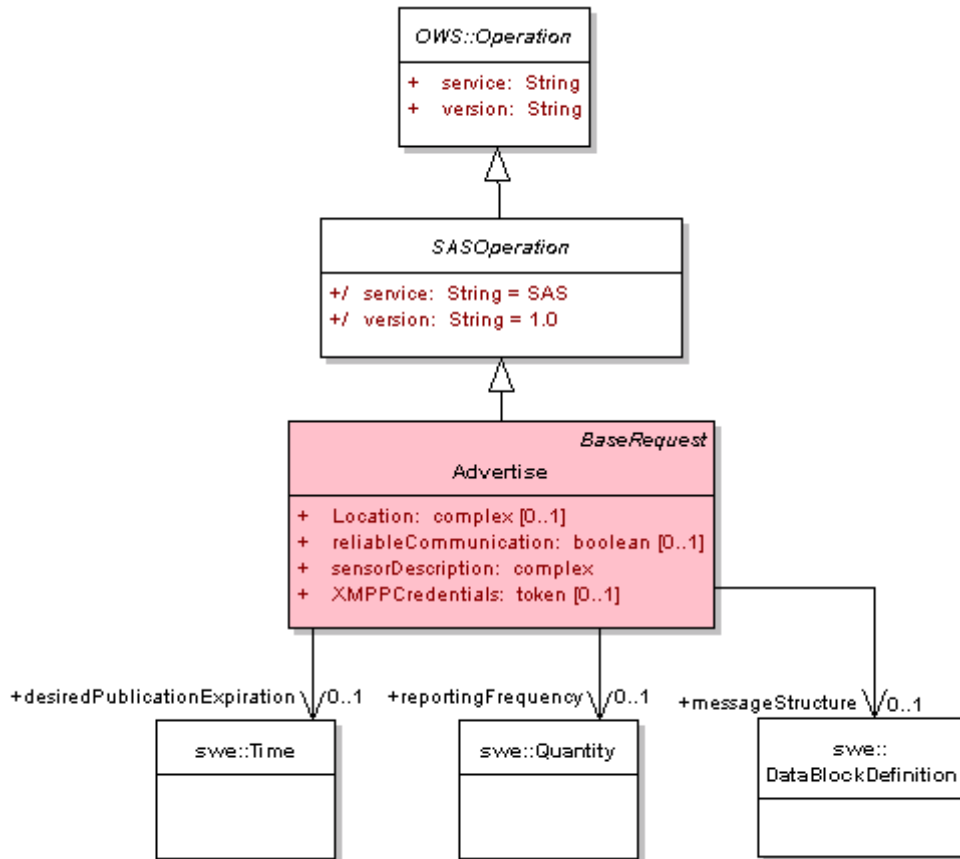 OWS::Operation
+ service: String
+ version: String
SASOperation
+/ service: String = SAS
+/ version: String = 1.0
BaseRequest
Advertise
+ Location: complex [0..1]
+ reliableCommunication: boolean [0..1]
+ sensorDescription: complex
+ XMPPCredentials: token [0..1]
+desiredPublicationExpiration 0..1
+reportingFrequency 0..1
+messageStructure 0..1
swe::Time
swe::Quantity
swe::
DataBlockDefinition